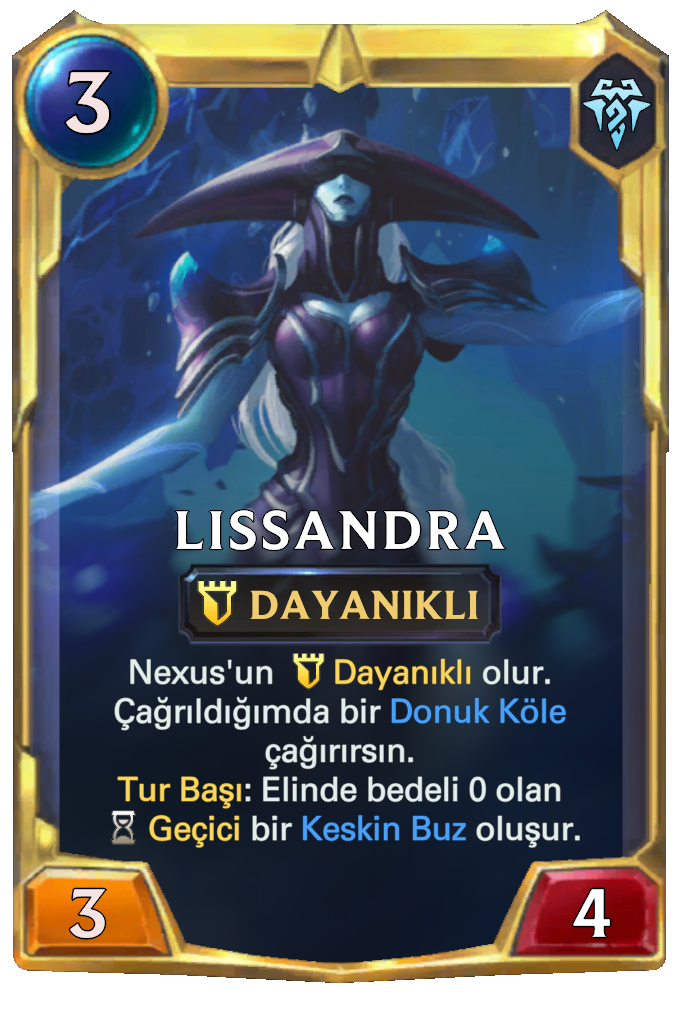 3
LISSANDRA
DAYANIKLI
Nexus'un Dayanıklı olur.
Çağrıldığımda bir Donuk Köle
çağırırsın.
Tur Başı: Elinde bedeli 0 olan
Geçici bir Keskin Buz oluşur.
3
4